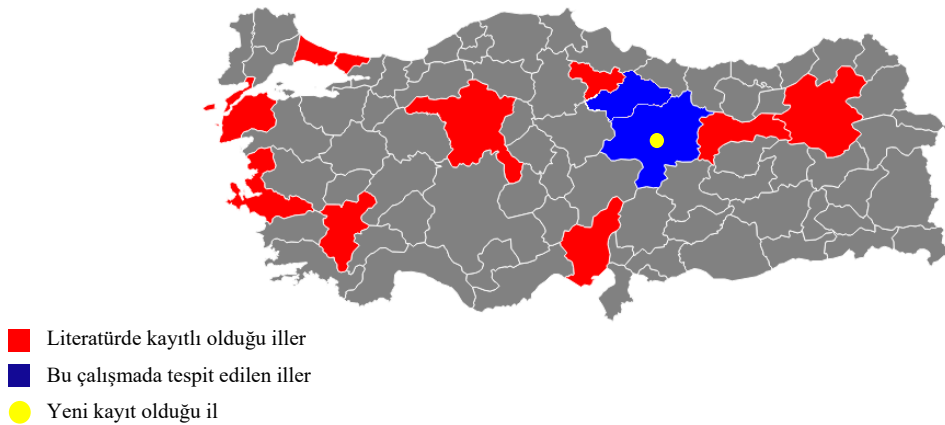 Literatürde kayıtlı olduğu iller
Bu çalışmada tespit edilen iller
Yeni kayıt olduğu il